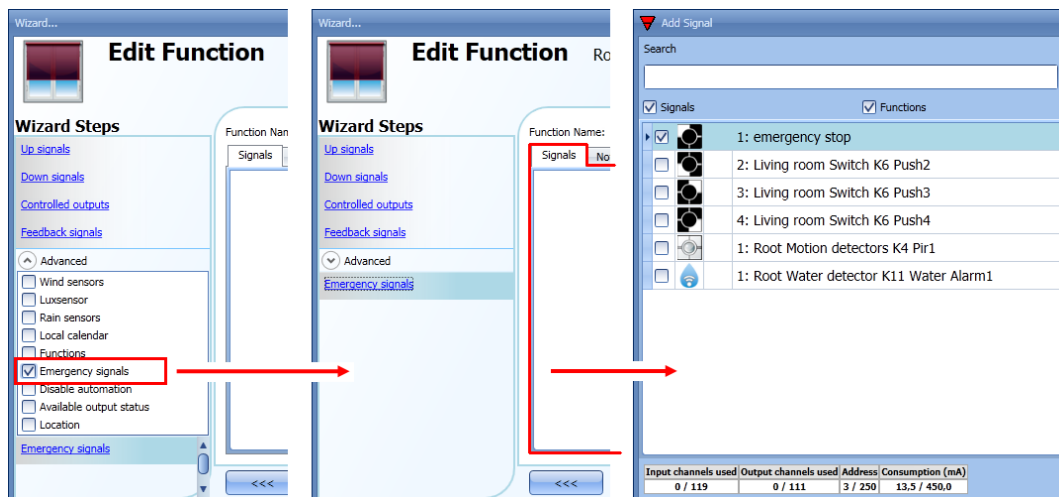 Wizard...
Edit Function
Wizard Steps
Up signals
Down signals
Controlled outputs
Feedback signals
Advanced
Wind sensors
Luxsensor
Rain sensors
Local calendar
Functions
Emergency signals
Disable automation
Available output status
Location
Emergency signals
Signals
<<<
Wizard...
Edit Function
Wizard Steps
Up signals
Down signals
Controlled outputs
Feedback signals
Advanced
Emergency signals
Function Name:
Signals
<<<
Add Signal
Search
Signals Functions
1: emergency stop
2: Living room Switch K6 Push2
3: Living room Switch K6 Push3
4: Living room Switch K6 Push4
1: Root Motion detectors K4 Pir1
1: Root Water detector K11 Water Alarm1
Input channels used Output channels used Address Consumption (mA)
0 / 119 0 / 111 3 / 250 13,5 / 450,0